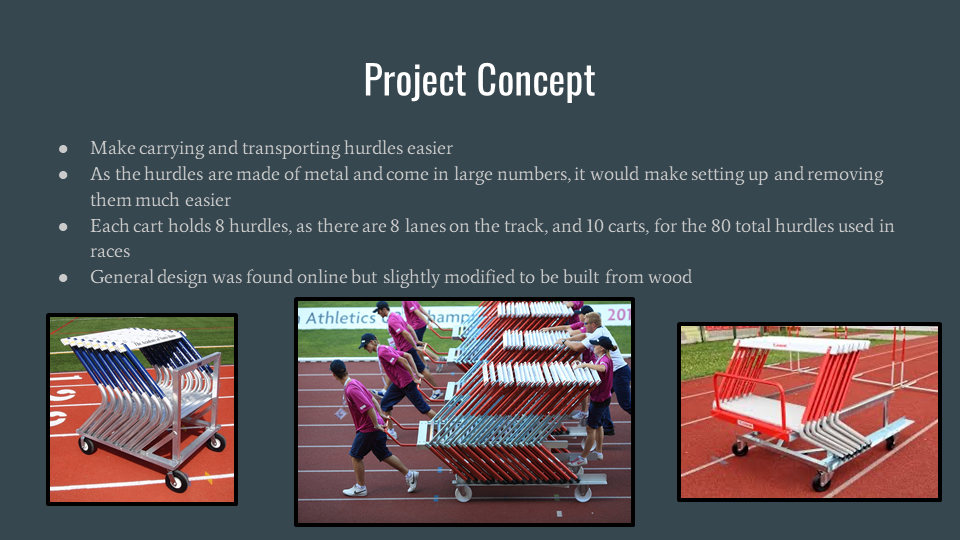 Project Concept
● Make carrying and transporting hurdles easier
● As the hurdles are made of metal and come in large numbers, it would make setting up and removing
them much easier
● Each cart holds 8 hurdles, as there are 8 lanes on the track, and 10 carts, for the 80 total hurdles used in
races
● General design was found online but slightly modified to be built from wood
Athletics
201